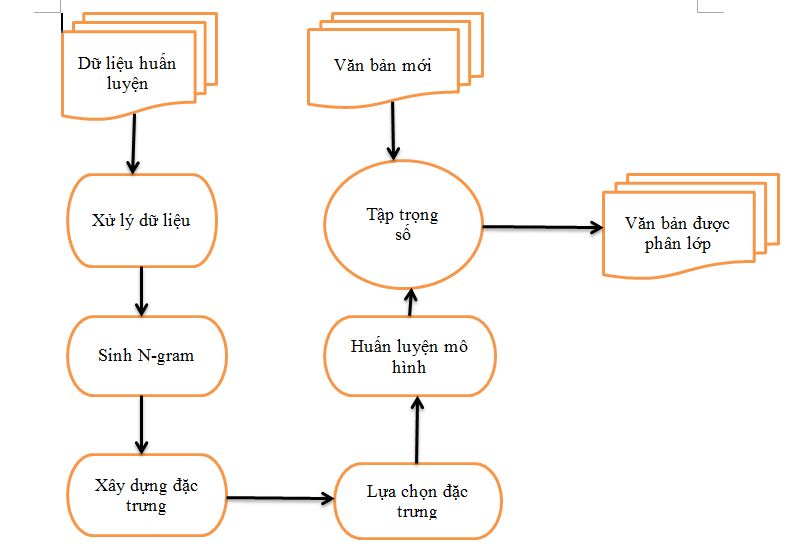 Dữ liệu huấn
luyện
Văn bản mới
Xử lý dữ liệu
Tập trọng
số
Văn bản được
phân lớp
Sinh N-gram
Huấn luyện mô
hình
Xây dựng đặc
trưng
Lựa chọn đặc
trưng